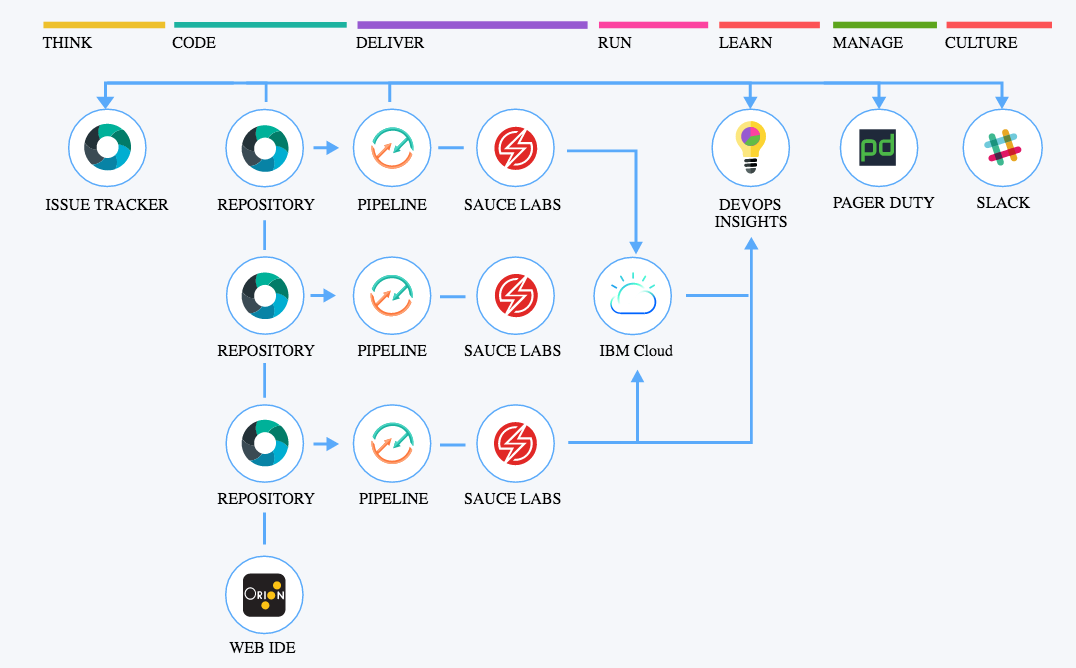 THINK
CODE
DELIVER
RUN
LEARN
MANAGE
CULTURE
pd
ISSUE TRACKER
REPOSITORY
PIPELINE
SAUCE LABS
DEVOPS
INSIGHTS
PAGER DUTY
SLACK
REPOSITORY
PIPELINE
SAUCE LABS
IBM Cloud
REPOSITORY
PIPELINE
SAUCE LABS
ORION
WEB IDE